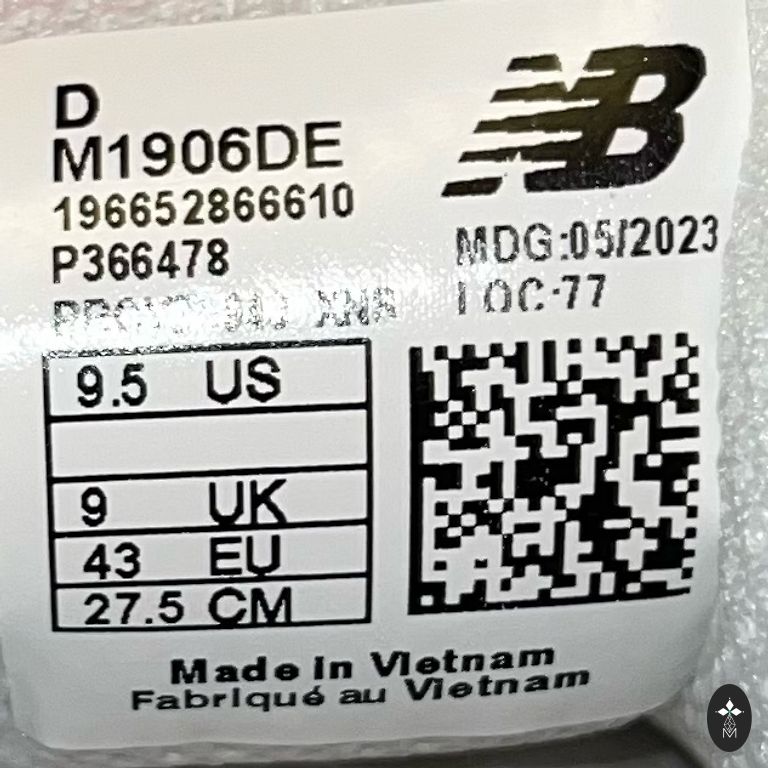 D
M1906DE
196652866610
P366478
NB
MDG:05/2023
LOC:77
9.5 US
9 UK
43 EU
27.5 CM
Made in Vietnam
Fabriqué au Vietnam
M